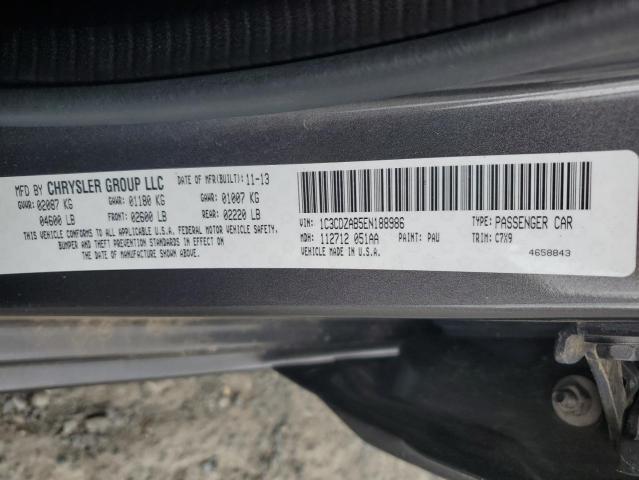 MFD BY CHRYSLER GROUP LLC DATE OF MFR(BUILT): 11-13
GVWR: 02087 KG GAWR: 01180 KG GAWR: 01007 KG
04600 LB FRONT: 02600 LB REAR: 02220 LB
THIS VEHICLE CONFORMS TO ALL APPLICABLE U.S.A. FEDERAL MOTOR VEHICLE SAFETY,
BUMPER AND THEFT PREVENTION STANDARDS IN EFFECT ON
THE DATE OF MANUFACTURE SHOWN ABOVE.
VIN: 1C3CDZAB5EN188986 TYPE: PASSENGER CAR
MDH: 112712 051AA PAINT: PAU TRIM: C7X9
VEHICLE MADE IN U.S.A. 4658843